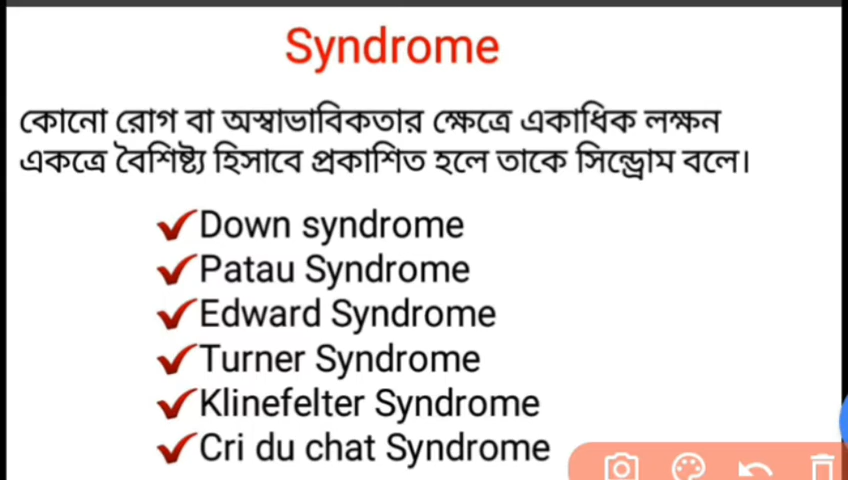 Syndrome
কোনো রোগ বা অস্বাভাবিকতার ক্ষেত্রে একাধিক লক্ষন
একত্রে বৈশিষ্ট্য হিসাবে প্রকাশিত হলে তাকে সিন্ড্রোম বলে।
Down syndrome
Patau Syndrome
Edward Syndrome
Turner Syndrome
Klinefelter Syndrome
Cri du chat Syndrome